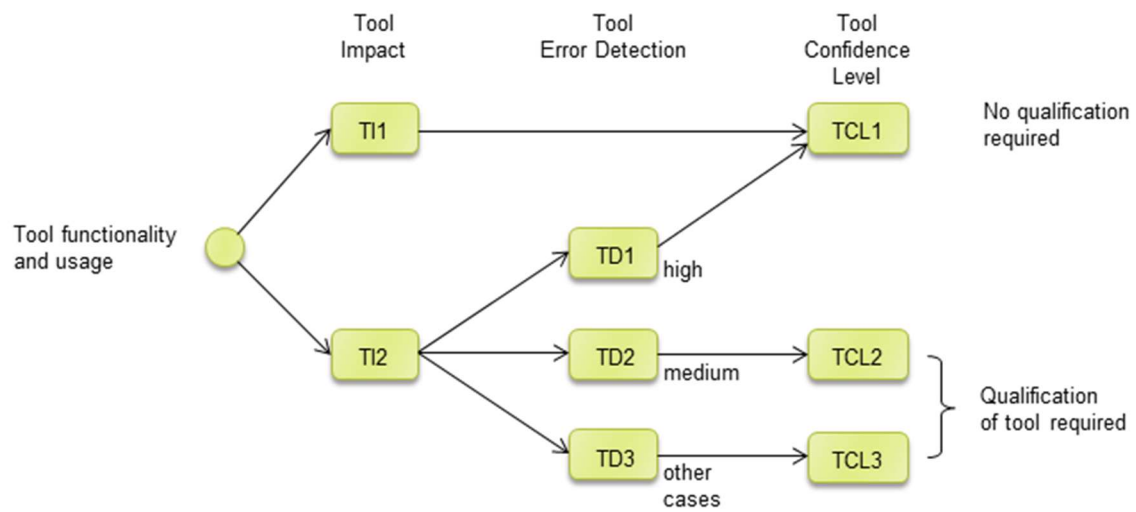 Tool
Impact
Tool
Error Detection
Tool
Confidence
Level
TI1
TCL1
No qualification
required
Tool functionality
and usage
TD1
high
TI2
TD2
medium
TCL2
Qualification
of tool required
TD3
other
cases
TCL3